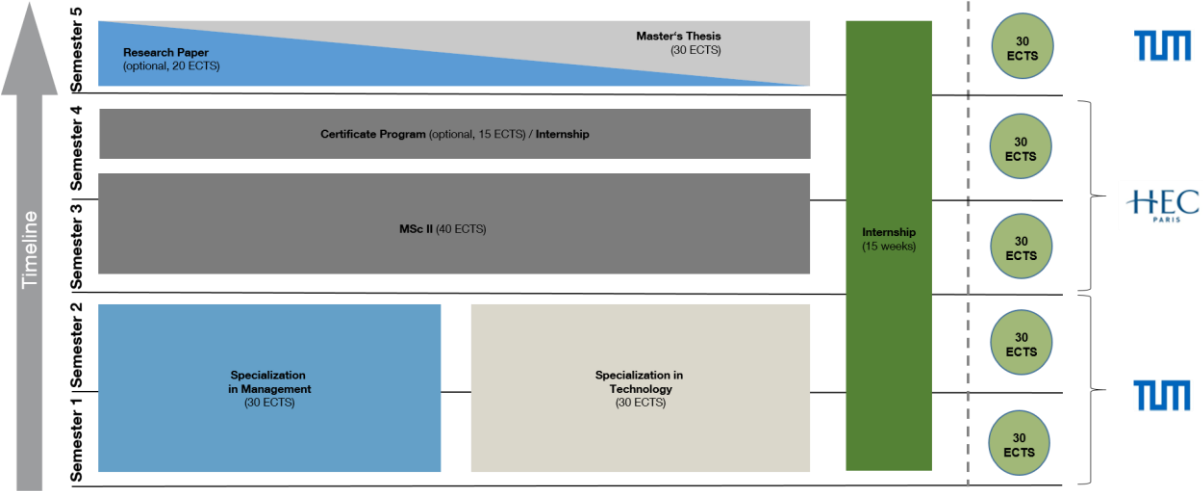 Semester 5
Research Paper
(optional, 20 ECTS)
Master's Thesis
(30 ECTS)
30
ECTS
TUM
Semester 4
Certificate Program (optional, 15 ECTS) / Internship
30
ECTS
Timeline
Semester 3
MSc II (40 ECTS)
Internship
(15 weeks)
30
ECTS
HEC
PARIS
Semester 2
30
ECTS
Specialization
in Management
(30 ECTS)
Specialization in
Technology
(30 ECTS)
Semester 1
30
ECTS
TUM